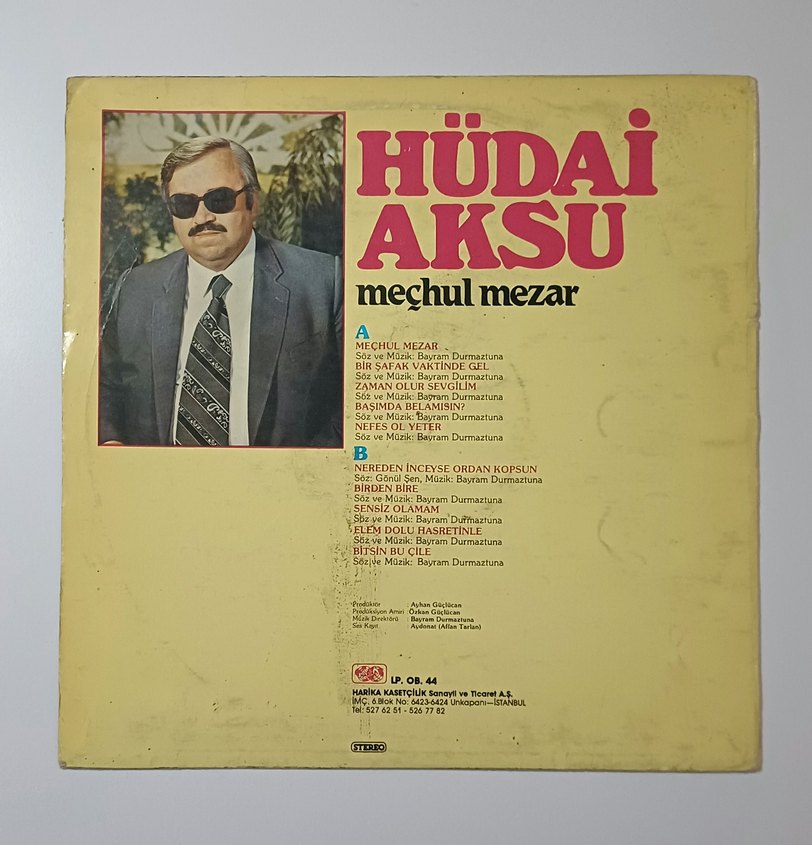 HÜDAİ
AKSU
meçhul mezar
A
MEÇHUL MEZAR
Söz ve Müzik: Bayram Durmaztuna
BİR ŞAFAK VAKTİNDE GEL
Söz ve Müzik: Bayram Durmaztuna
ZAMAN OLUR SEVGİLİM
Söz ve Müzik: Bayram Durmaztuna
BAŞIMDA BELAMISIN?
Söz ve Müzik: Bayram Durmaztuna
NEFES OL YETER
Söz ve Müzik: Bayram Durmaztuna
B
NEREDEN İNCEYSE ORDAN KOPSUN
Söz: Gönül Şen, Müzik: Bayram Durmaztuna
BİRDEN BİRE
Söz ve Müzik: Bayram Durmaztuna
SENSİZ OLAMAM
Söz ve Müzik: Bayram Durmaztuna
ELEM DOLU HASRETİNLE
Söz ve Müzik: Bayram Durmaztuna
BİTSİN BU ÇİLE
Söz ve Müzik: Bayram Durmaztuna
Prodüktör : Ayhan Güçlücan
Prodüksiyon Amiri : Özkan Güçlücan
Müzik Direktörü : Bayram Durmaztuna
Ses Kayıt : Aydonat (Affan Tarlan)
LP. OB. 44
HARİKA KASETÇİLİK Sanayii ve Ticaret A.Ş.
İMÇ. 6.Blok No: 6423-6424 Unkapanı—İSTANBUL
Tel: 527 62 51 - 526 77 82
STEREO